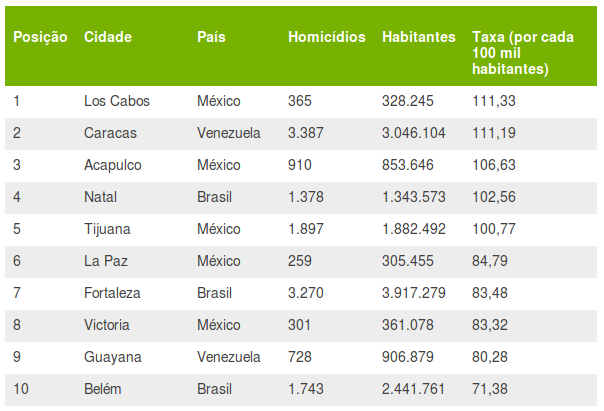 Posição Cidade País Homicídios Habitantes Taxa (por cada
100 mil
habitantes)
1 Los Cabos México 365 328.245 111,33
2 Caracas Venezuela 3.387 3.046.104 111,19
3 Acapulco México 910 853.646 106,63
4 Natal Brasil 1.378 1.343.573 102,56
5 Tijuana México 1.897 1.882.492 100,77
6 La Paz México 259 305.455 84,79
7 Fortaleza Brasil 3.270 3.917.279 83,48
8 Victoria México 301 361.078 83,32
9 Guayana Venezuela 728 906.879 80,28
10 Belém Brasil 1.743 2.441.761 71,38